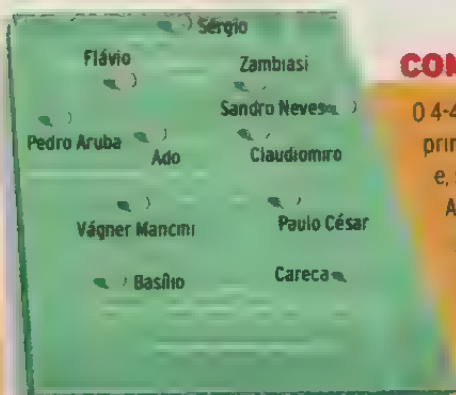 Sérgio
Flávio
Zambiasi
Sandro Neves
Pedro Aruba
Ado
Claudiomiro
Vágner Mancini
Paulo César
Basílio
Careca
CON
O 4-4
prin
e, s
A